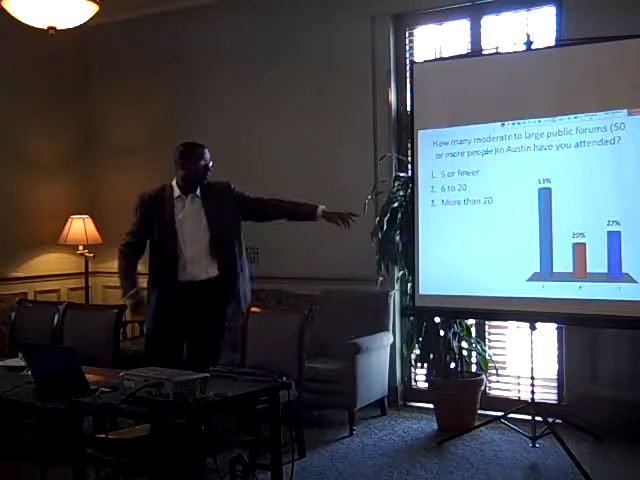 How many moderate to large public forums (50
or more people)in Austin have you attended?
1. 5 or fewer
2. 6 to 20
3. More than 20
53%
20%
27%